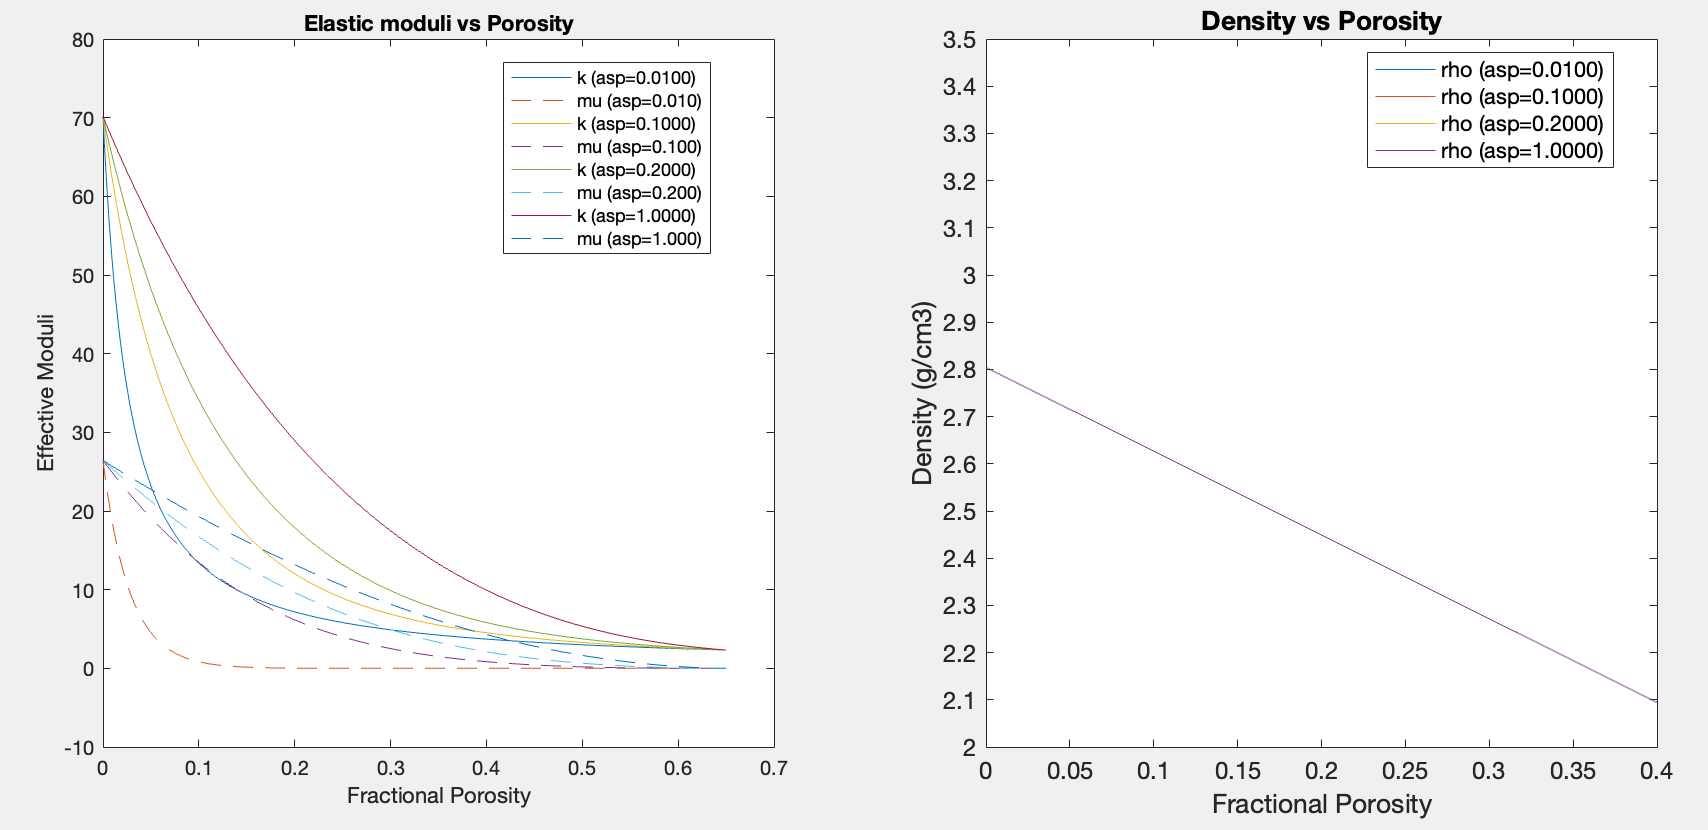 Elastic moduli vs Porosity
80
70
60
50
40
30
20
10
0
-10
Effective Moduli
k (asp=0.0100)
mu (asp=0.010)
k (asp=0.1000)
mu (asp=0.100)
k (asp=0.2000)
mu (asp=0.200)
k (asp=1.0000)
mu (asp=1.000)
0 0.1 0.2 0.3 0.4 0.5 0.6 0.7
Fractional Porosity
Density vs Porosity
3.5
3.4
3.3
3.2
3.1
3
2.9
2.8
2.7
2.6
2.5
2.4
2.3
2.2
2.1
2
Density (g/cm3)
rho (asp=0.0100)
rho (asp=0.1000)
rho (asp=0.2000)
rho (asp=1.0000)
0 0.05 0.1 0.15 0.2 0.25 0.3 0.35 0.4
Fractional Porosity